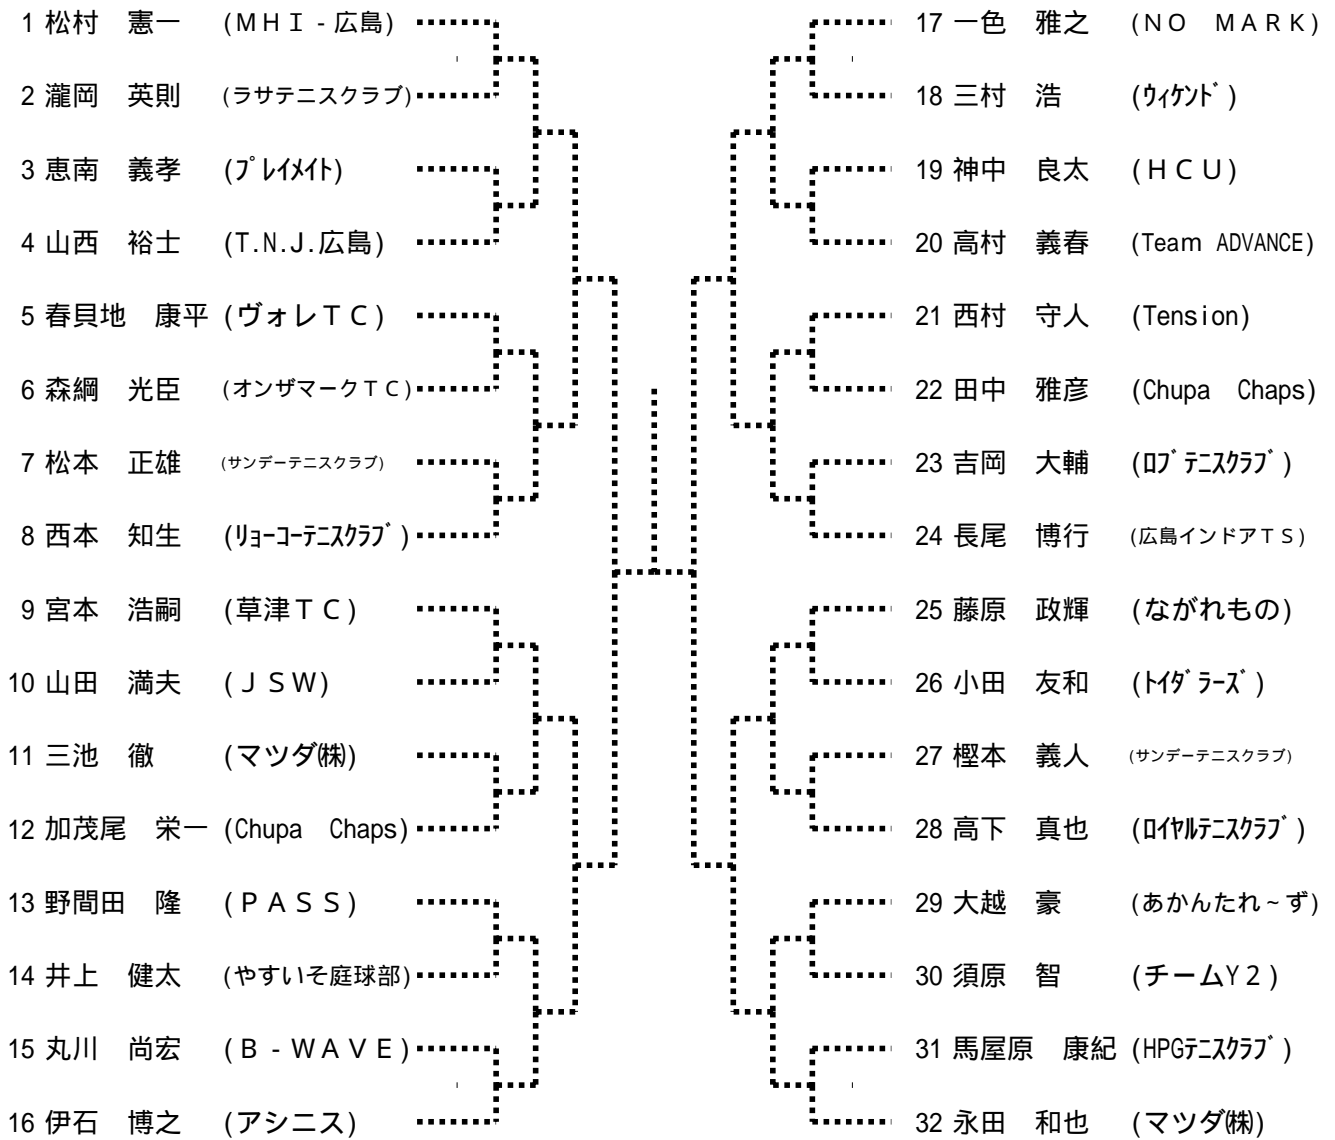 1 松村　憲一　(ＭＨＩ - 広島)
2 瀧岡　英則　(ラサテニスクラブ)
3 恵南　義孝　(ﾌﾟﾚｲﾒｲﾄ)
4 山西　裕士　(T.N.J.広島)
5 春貝地　康平 (ヴォレＴＣ)
6 森綱　光臣　(オンザマークＴＣ)
7 松本　正雄　(サンデーテニスクラブ)
8 西本　知生　(ﾘｮｰｺｰﾃﾆｽｸﾗﾌﾞ)
9 宮本　浩嗣　(草津ＴＣ)
10 山田　満夫　(ＪＳＷ)
11 三池　徹　(マツダ㈱)
12 加茂尾　栄一 (Chupa　Chaps)
13 野間田　隆　(ＰＡＳＳ)
14 井上　健太　(やすいそ庭球部)
15 丸川　尚宏　(Ｂ - ＷＡＶＥ)
16 伊石　博之　(アシニス)
17 一色　雅之　(ＮＯ　ＭＡＲＫ)
18 三村　浩　(ｳｨｹﾝﾄﾞ)
19 神中　良太　(ＨＣＵ)
20 高村　義春　(Team ADVANCE)
21 西村　守人　(Tension)
22 田中　雅彦　(Chupa　Chaps)
23 吉岡　大輔　(ﾛﾌﾞﾃﾆｽｸﾗﾌﾞ)
24 長尾　博行　(広島インドアＴＳ)
25 藤原　政輝　(ながれもの)
26 小田　友和　(ﾄｲﾀﾞﾗｰｽﾞ)
27 樫本　義人　(サンデーテニスクラブ)
28 高下　真也　(ﾛｲﾔﾙﾃﾆｽｸﾗﾌﾞ)
29 大越　豪　(あかんたれ～ず)
30 須原　智　(チームY２)
31 馬屋原　康紀 (HPGﾃﾆｽｸﾗﾌﾞ)
32 永田　和也　(マツダ㈱)